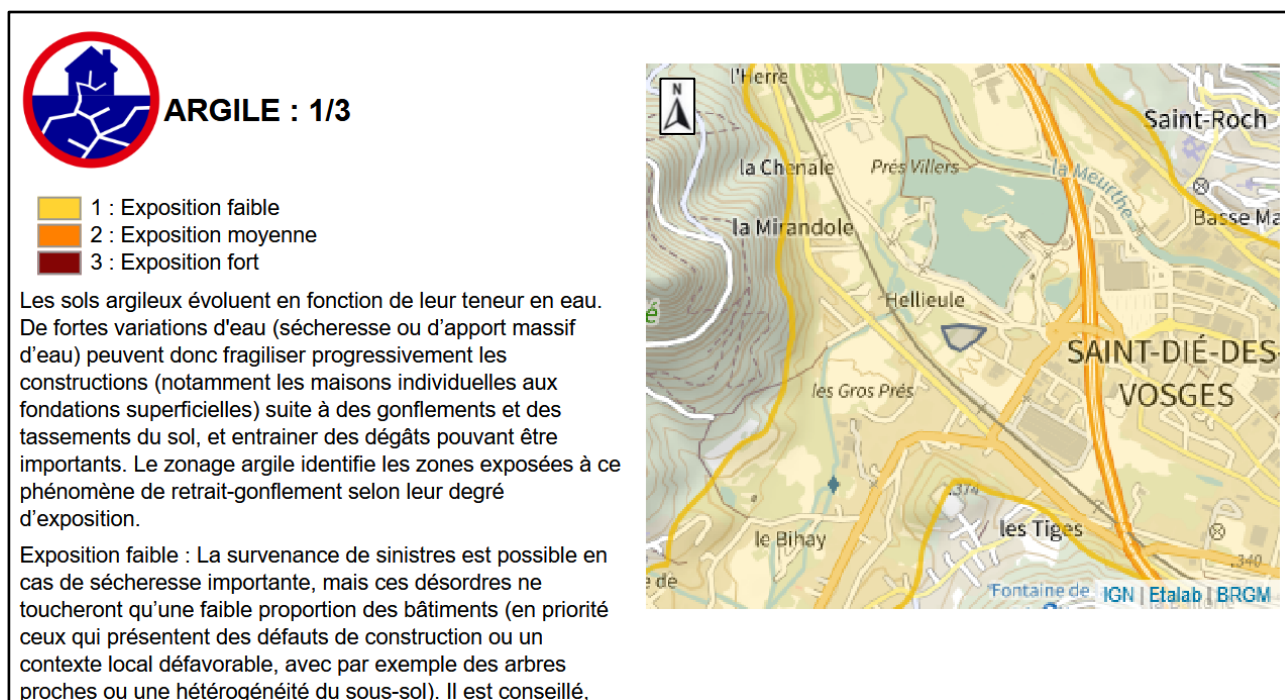 ARGILE : 1/3
1 : Exposition faible
2 : Exposition moyenne
3 : Exposition fort
Les sols argileux évoluent en fonction de leur teneur en eau.
De fortes variations d'eau (sécheresse ou d’apport massif
d’eau) peuvent donc fragiliser progressivement les
constructions (notamment les maisons individuelles aux
fondations superficielles) suite à des gonflements et des
tassements du sol, et entrainer des dégâts pouvant être
importants. Le zonage argile identifie les zones exposées à ce
phénomène de retrait-gonflement selon leur degré
d’exposition.
Exposition faible : La survenance de sinistres est possible en
cas de sécheresse importante, mais ces désordres ne
toucheront qu’une faible proportion des bâtiments (en priorité
ceux qui présentent des défauts de construction ou un
contexte local défavorable, avec par exemple des arbres
proches ou une hétérogénéité du sous-sol). Il est conseillé,
N
l'Herre
Saint-Roch
la Chenale
Prés Villers
la Meurthe
Basse Ma
la Mirandole
é
Hellieule
SAINT-DIÉ-DES-
VOSGES
les Gros Prés
.374
les Tiges
le Bihay
.340
e de
Fontaine de
IGN | Etalab | BRGM